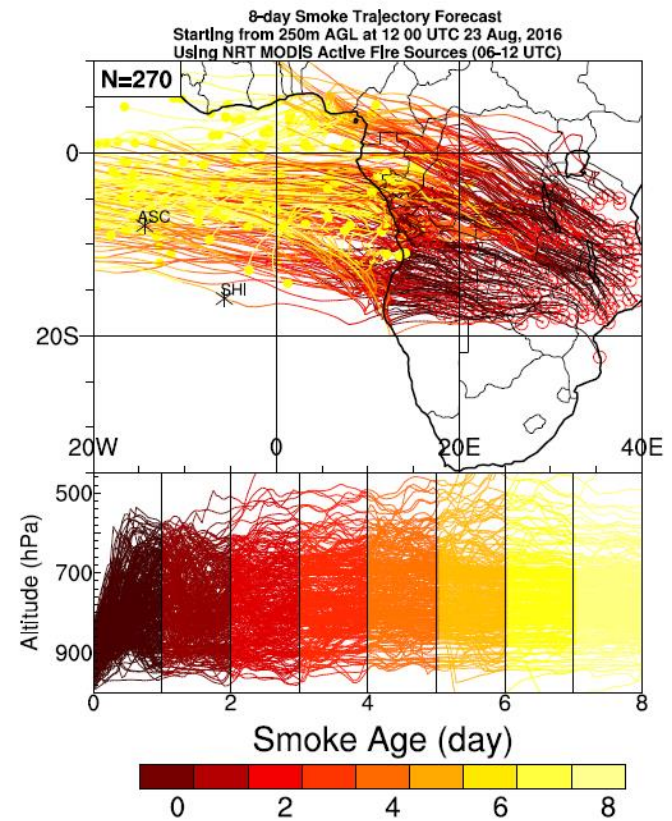 8-day Smoke Trajectory Forecast
Starting from 250m AGL at 12 00 UTC 23 Aug, 2016
Using NRT MODIS Active Fire Sources (06-12 UTC)
N=270
0
ASC
SHI
20S
20W 0 20E 40E
500
700
900
Altitude (hPa)
0 2 4 6 8
Smoke Age (day)
0 2 4 6 8